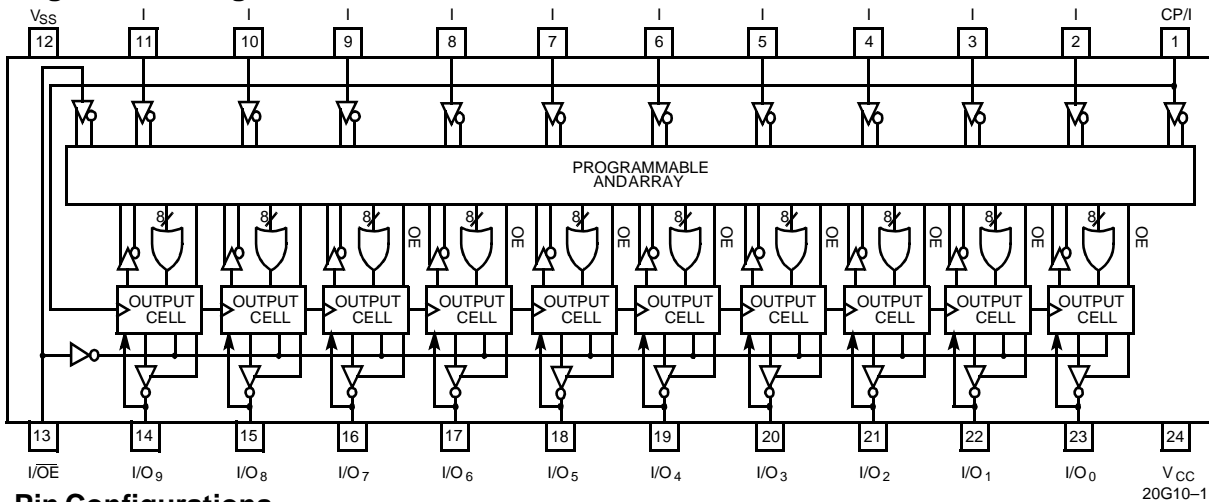 VSS I I I I I I I I I I CP/I
12 11 10 9 8 7 6 5 4 3 2 1
PROGRAMMABLE
ANDARRAY
8 8 8 8 8 8 8 8 8 8
OE OE OE OE OE OE OE OE
OUTPUT CELL
OUTPUT CELL
OUTPUT CELL
OUTPUT CELL
OUTPUT CELL
OUTPUT CELL
OUTPUT CELL
OUTPUT CELL
OUTPUT CELL
OUTPUT CELL
13 14 15 16 17 18 19 20 21 22 23 24
I/OE I/O9 I/O8 I/O7 I/O6 I/O5 I/O4 I/O3 I/O2 I/O1 I/O0 VCC
20G10–1
Pin Configurations